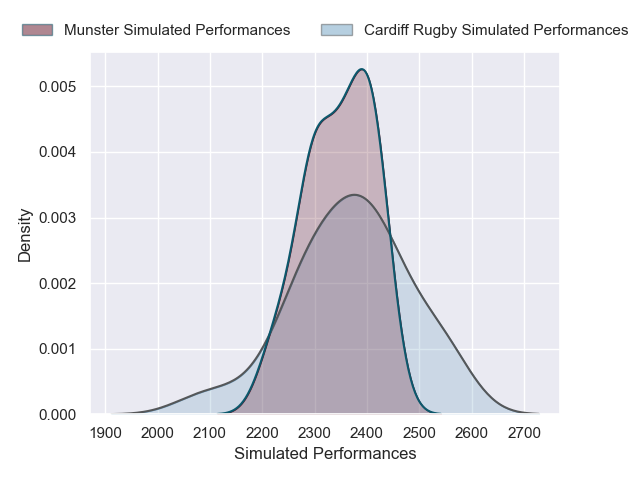 Munster Simulated Performances Cardiff Rugby Simulated Performances
0.005
0.004
0.003
0.002
0.001
0.000
Density
1900 2000 2100 2200 2300 2400 2500 2600 2700
Simulated Performances